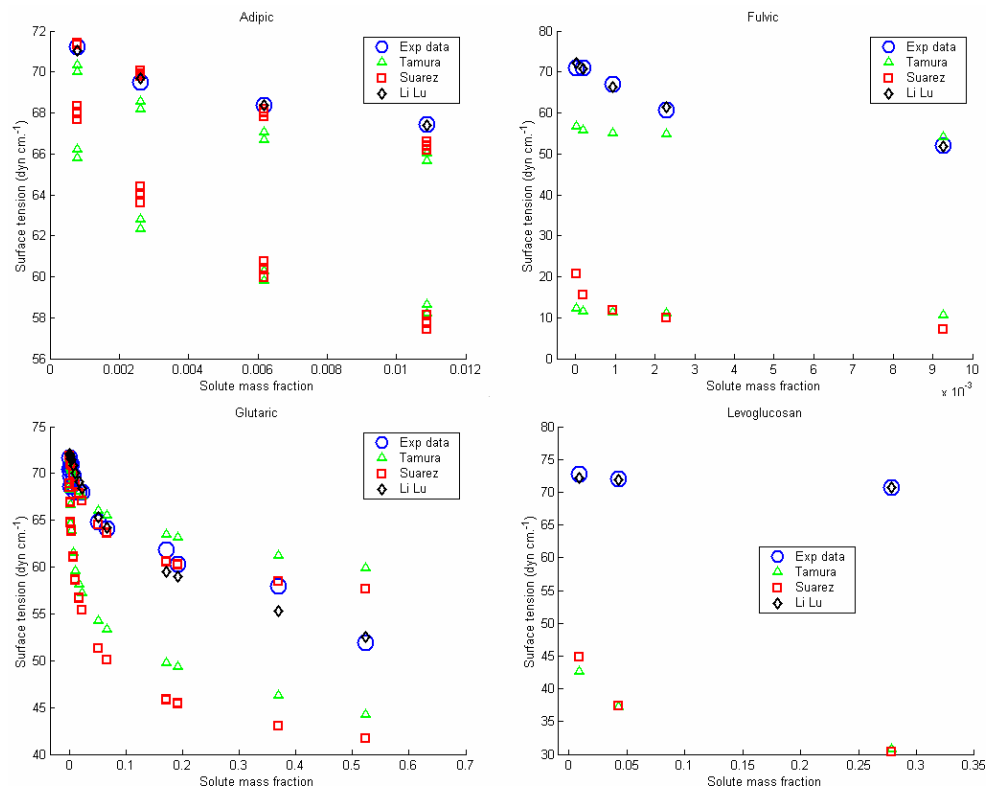 Adipic
Surface tension (dyn cm.-1)
72
70
68
66
64
62
60
58
56
0
0.002
0.004
0.006
0.008
0.01
0.012
Solute mass fraction
Exp data
Tamura
Suarez
Li Lu
Fulvic
Surface tension (dyn cm.-1)
80
70
60
50
40
30
20
10
0
0
1
2
3
4
5
6
7
8
9
10
Solute mass fraction
x 10-3
Exp data
Tamura
Suarez
Li Lu
Glutaric
Surface tension (dyn cm.-1)
75
70
65
60
55
50
45
40
0
0.1
0.2
0.3
0.4
0.5
0.6
0.7
Solute mass fraction
Exp data
Tamura
Suarez
Li Lu
Levoglucosan
Surface tension (dyn cm.-1)
80
75
70
65
60
55
50
45
40
35
30
0
0.05
0.1
0.15
0.2
0.25
0.3
0.35
Solute mass fraction
Exp data
Tamura
Suarez
Li Lu